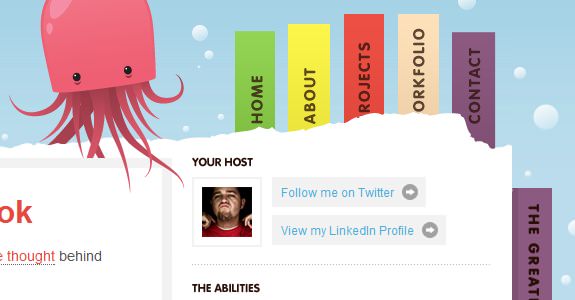 HOME
ABOUT
ROJECTS
ORKFOLIO
CONTACT
YOUR HOST
Follow me on Twitter
View my LinkedIn Profile
ok
e thought behind
THE GREAT
THE ABILITIES